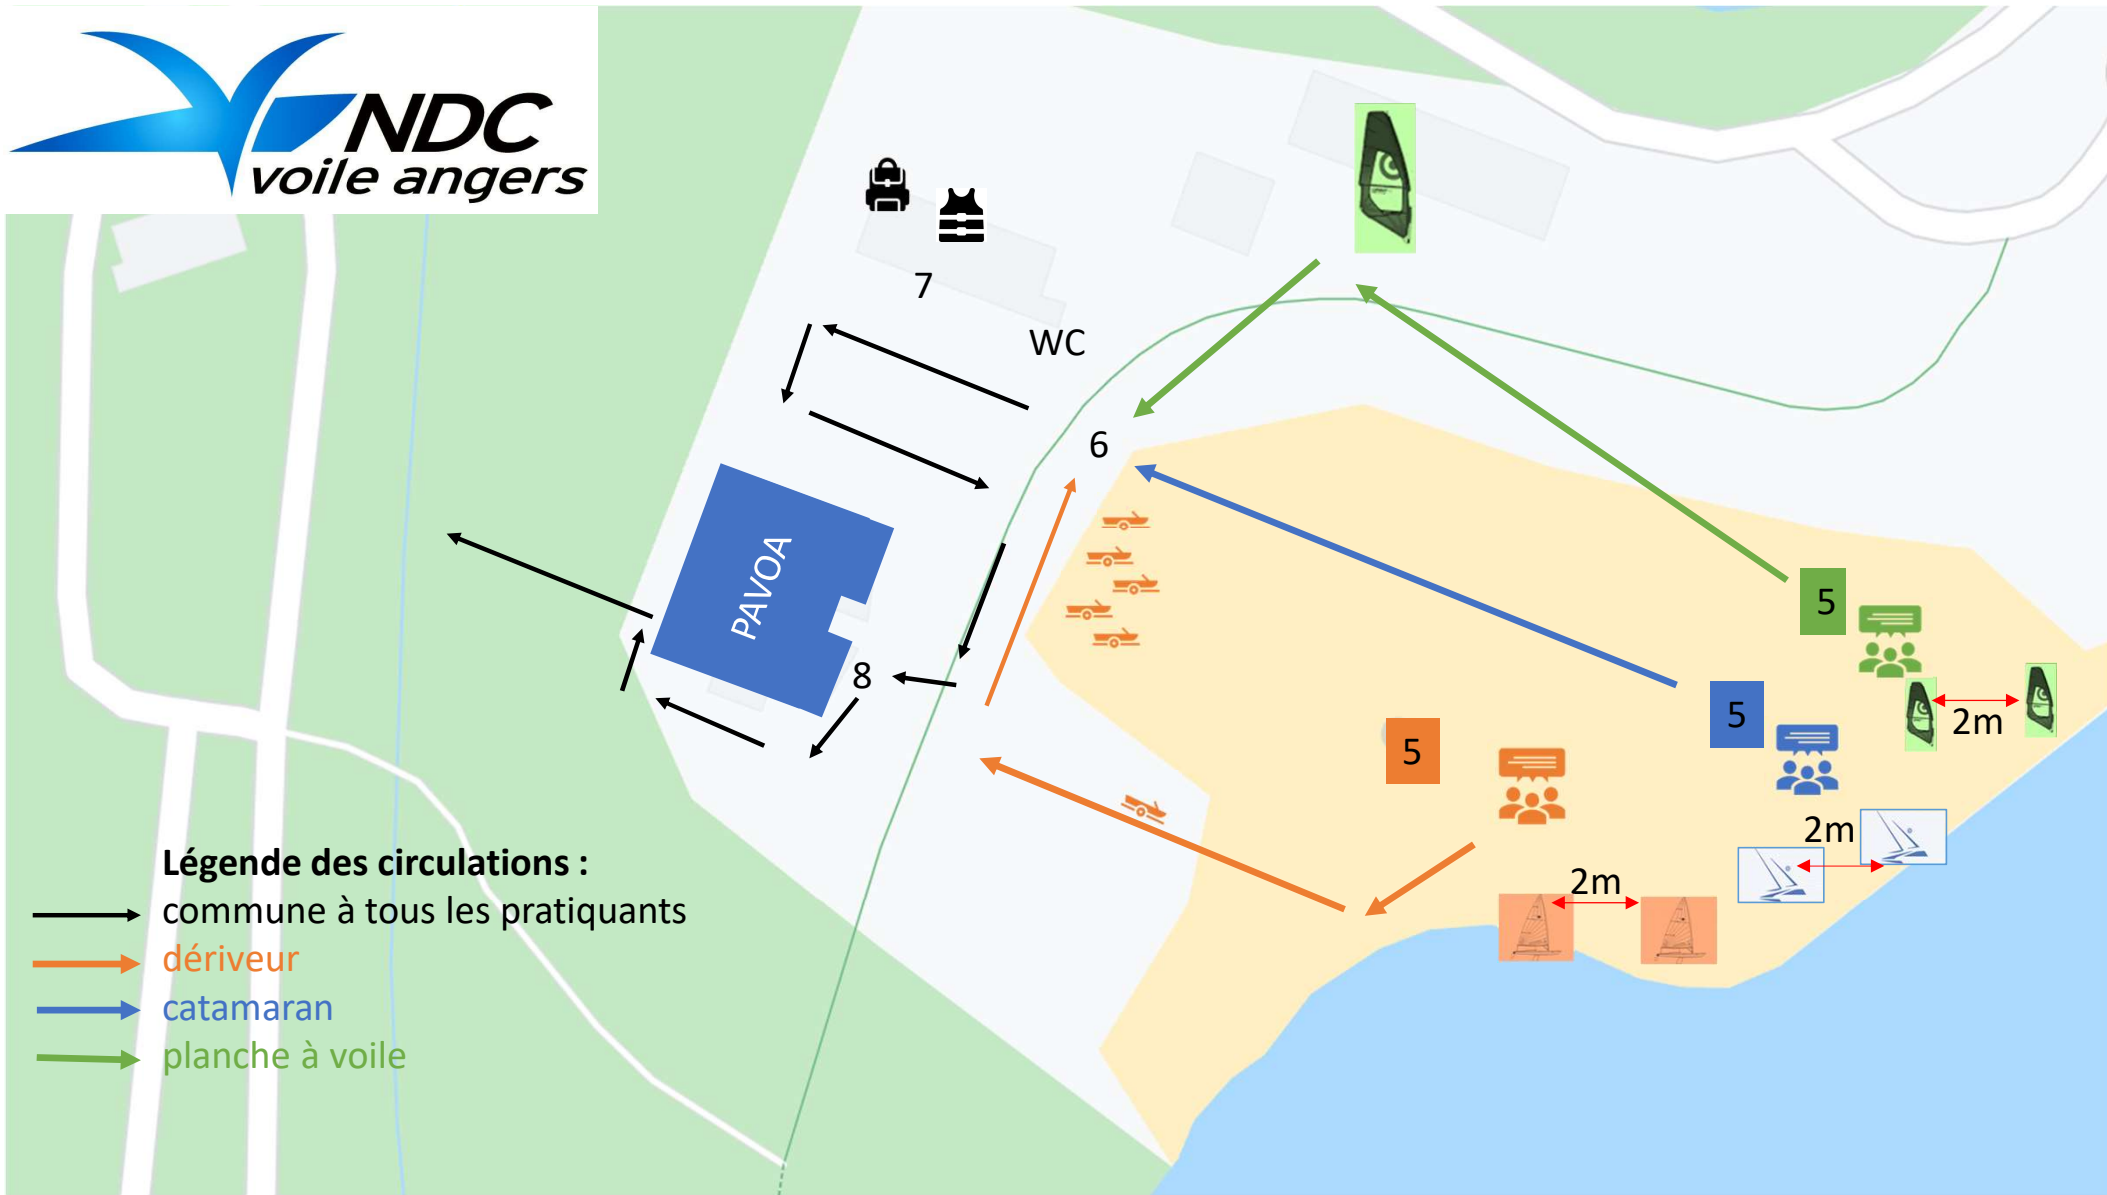 NDC
voile angers
7
WC
6
PAVOA
8
5
2m
5
5
2m
2m
Légende des circulations :
commune à tous les pratiquants
dériveur
catamaran
planche à voile